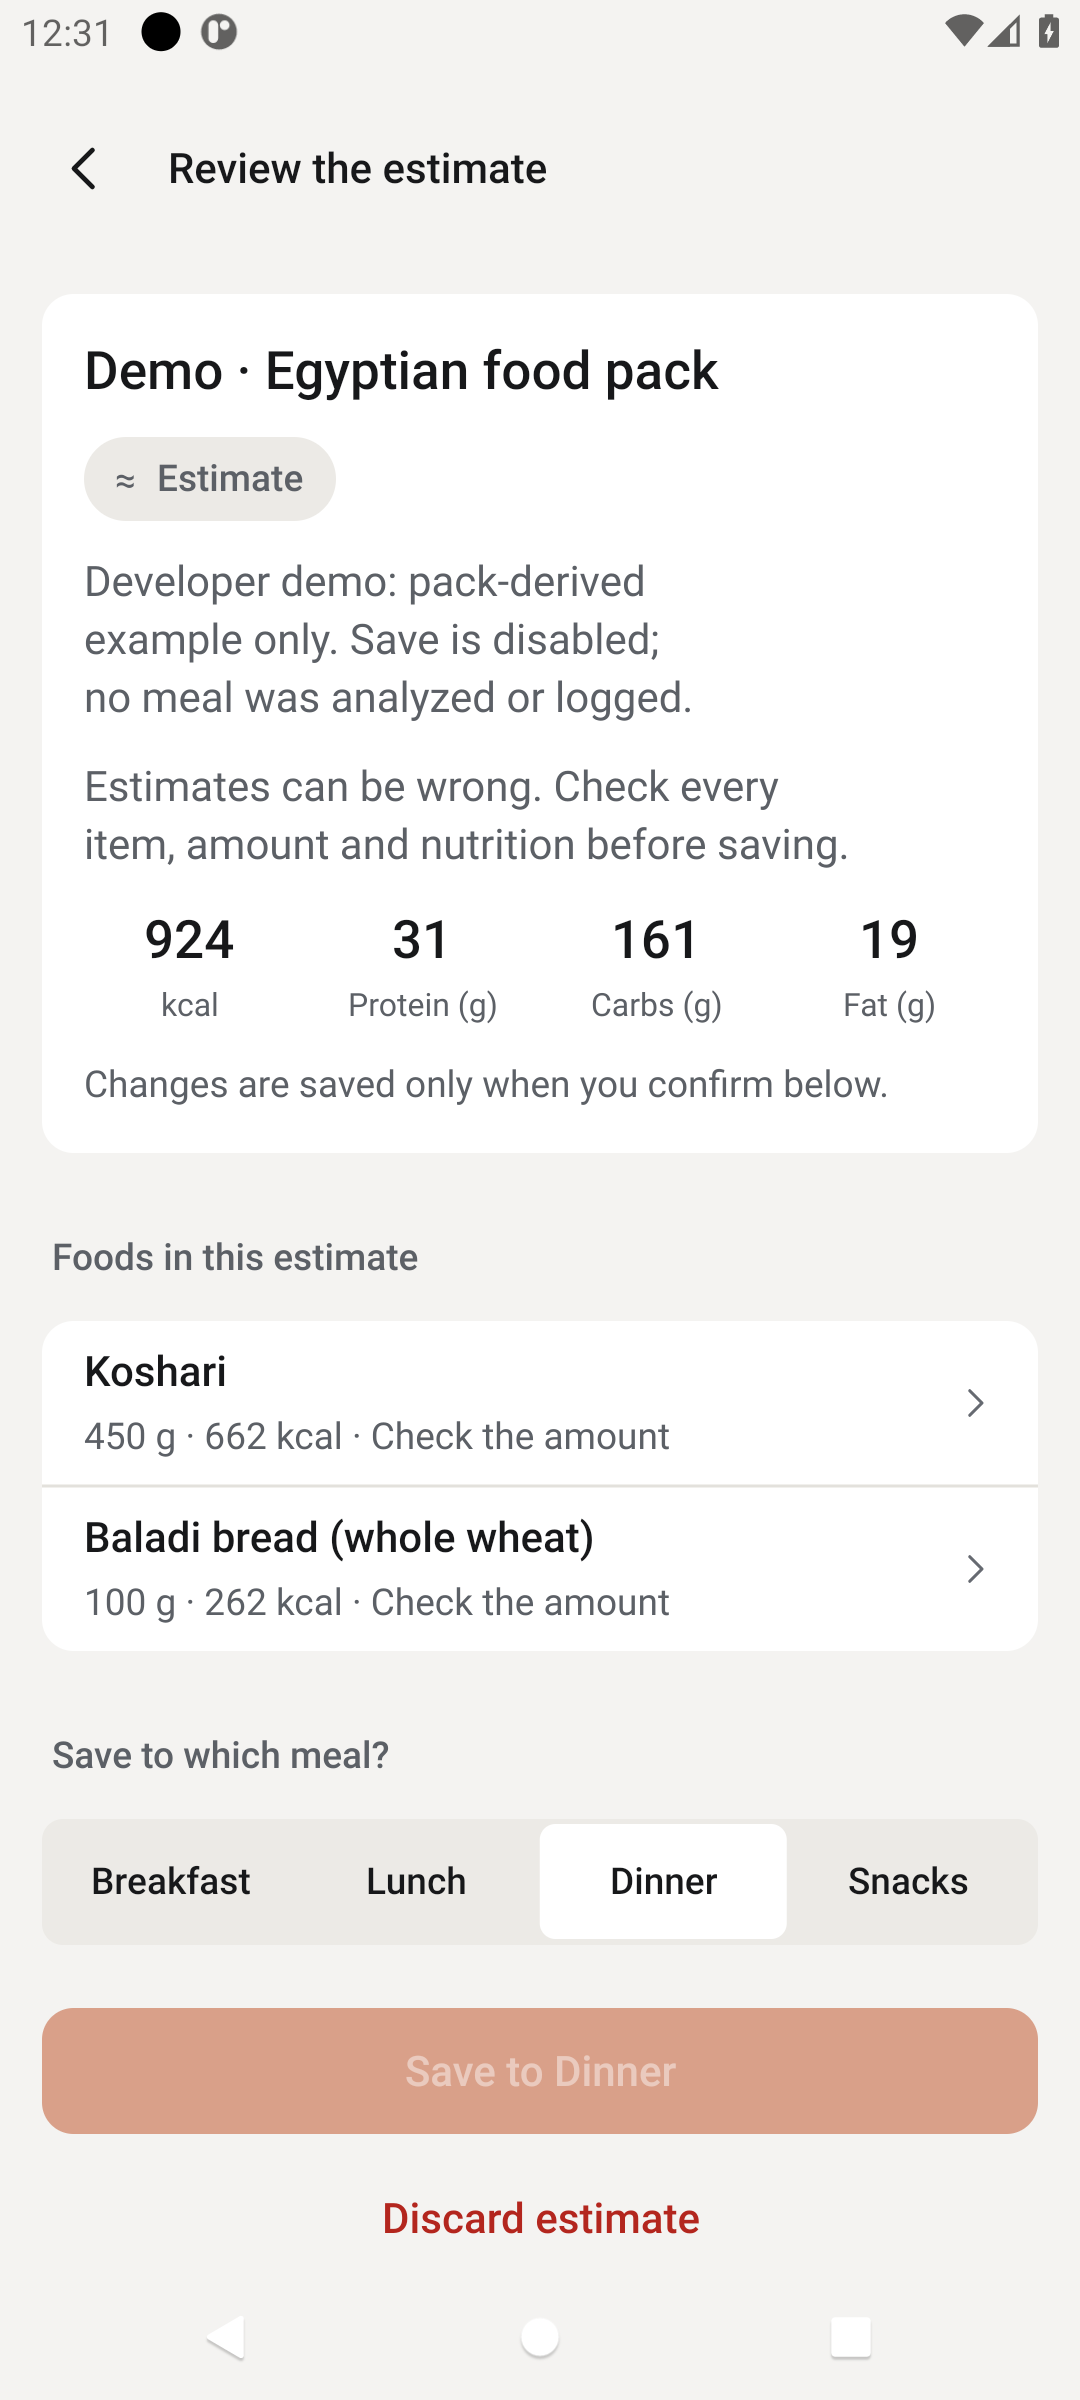 12:31
Review the estimate
Demo · Egyptian food pack
≈ Estimate
Developer demo: pack-derived
example only. Save is disabled;
no meal was analyzed or logged.
Estimates can be wrong. Check every
item, amount and nutrition before saving.
924 31 161 19
kcal Protein (g) Carbs (g) Fat (g)
Changes are saved only when you confirm below.
Foods in this estimate
Koshari
450 g · 662 kcal · Check the amount
Baladi bread (whole wheat)
100 g · 262 kcal · Check the amount
Save to which meal?
Breakfast Lunch Dinner Snacks
Save to Dinner
Discard estimate